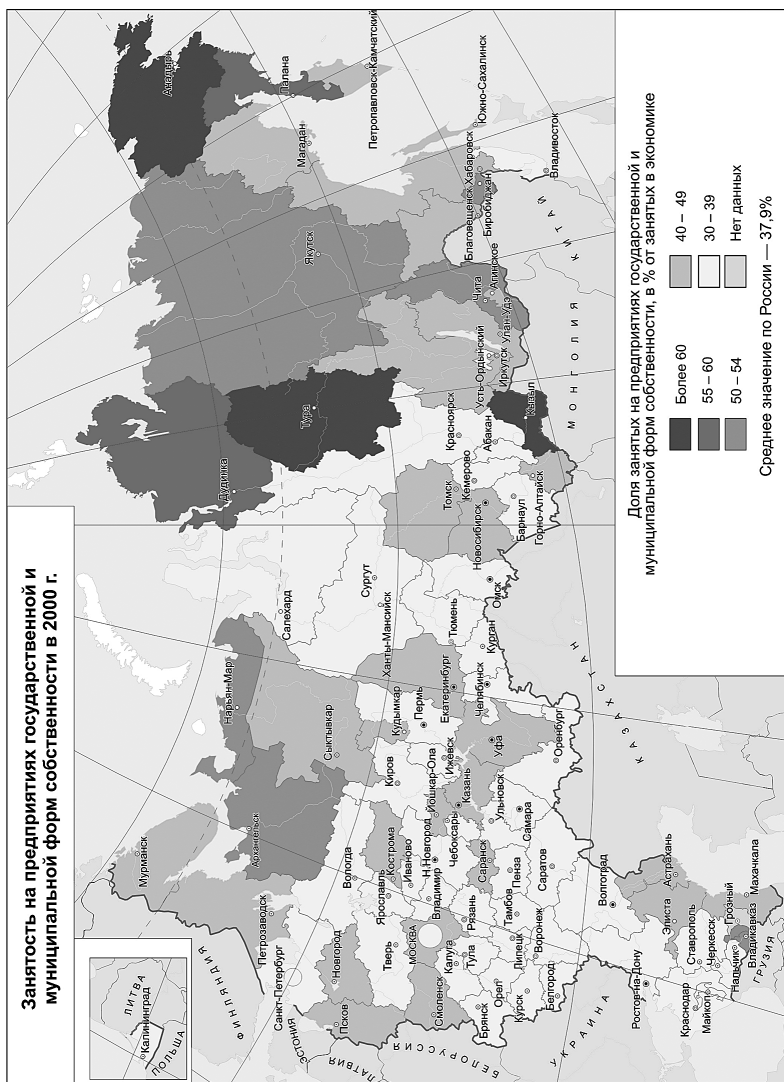 Занятость на предприятиях государственной и
муниципальной форм собственности в 2000 г.
ЛИТВА
Калининград
ПОЛЬША
ФИНЛЯНДИЯ
ЭСТОНИЯ
ЛАТВИЯ
БЕЛОРУССИЯ
УКРАИНА
ГРУЗИЯ
КАЗАХСТАН
МОНГОЛИЯ
КИТАЙ
Мурманск
Архангельск
Нарьян-Мар
Салехард
Дудинка
Тура
Якутск
Анадырь
Палана
Магадан
Петропавловск-Камчатский
Петрозаводск
Санкт-Петербург
Новгород
Псков
Вологда
Сыктывкар
Ханты-Мансийск
Сургут
Тверь
Ярославль
Кострома
Иваново
Киров
Кудымкар
Пермь
Екатеринбург
Тюмень
Смоленск
МОСКВА
Калуга
Тула
Владимир
Рязань
Н.Новгород
Йошкар-Ола
Чебоксары
Казань
Ижевск
Уфа
Челябинск
Курган
Омск
Томск
Кемерово
Новосибирск
Барнаул
Горно-Алтайск
Красноярск
Абакан
Кызыл
Усть-Ордынский
Иркутск
Улан-Удэ
Чита
Агинское
Благовещенск
Биробиджан
Хабаровск
Южно-Сахалинск
Владивосток
Брянск
Орел
Курск
Белгород
Липецк
Воронеж
Тамбов
Пенза
Саранск
Ульяновск
Самара
Саратов
Оренбург
Волгоград
Ростов-на-Дону
Краснодар
Майкоп
Черкесск
Ставрополь
Элиста
Астрахань
Нальчик
Владикавказ
Грозный
Махачкала
Доля занятых на предприятиях государственной и
муниципальной форм собственности, в % от занятых в экономике
Более 60
55 – 60
50 – 54
40 – 49
30 – 39
Нет данных
Среднее значение по России — 37,9%